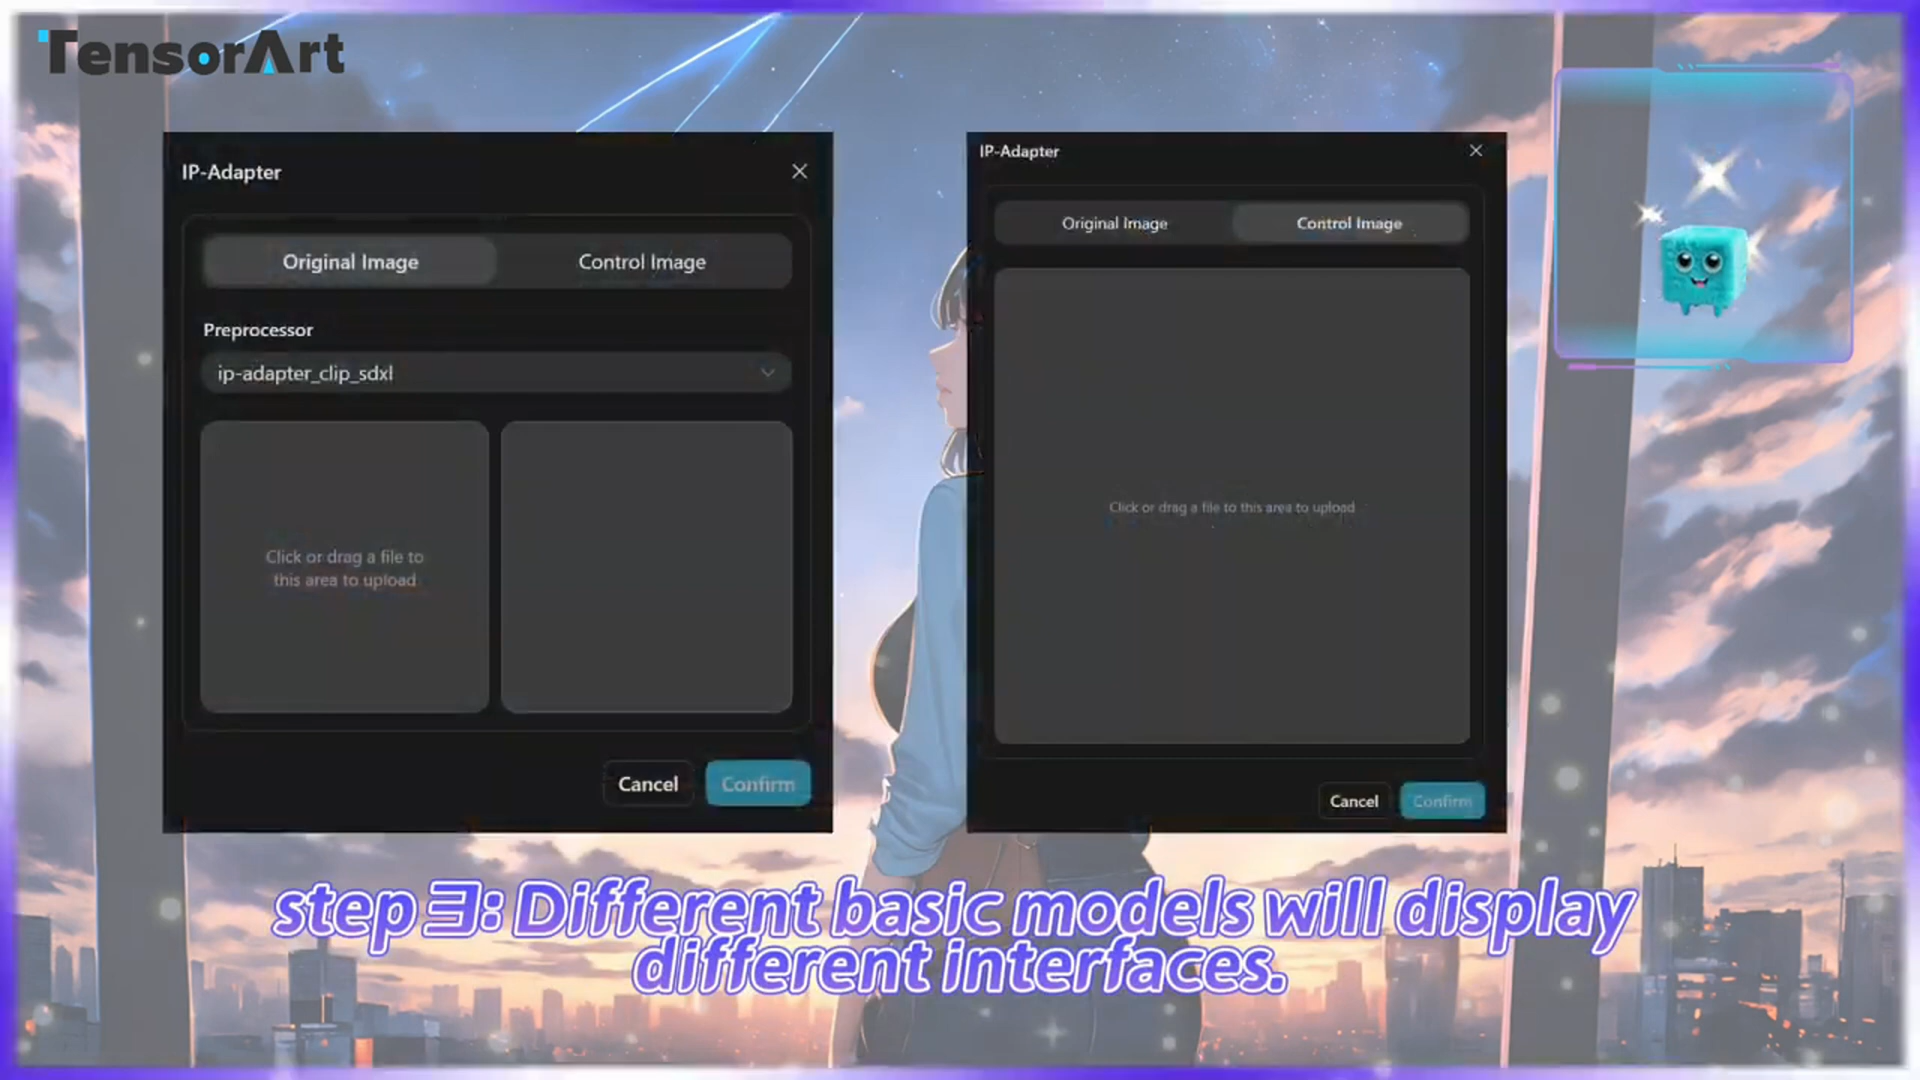 TensorArt
IP-Adapter
Original Image
Control Image
Preprocessor
ip-adapter_clip_sdxl
Click or drag a file to
this area to upload
Cancel
Confirm
IP-Adapter
Original Image
Control Image
Click or drag a file to this area to upload
Cancel
Confirm
step 3: Different basic models will display
different interfaces.